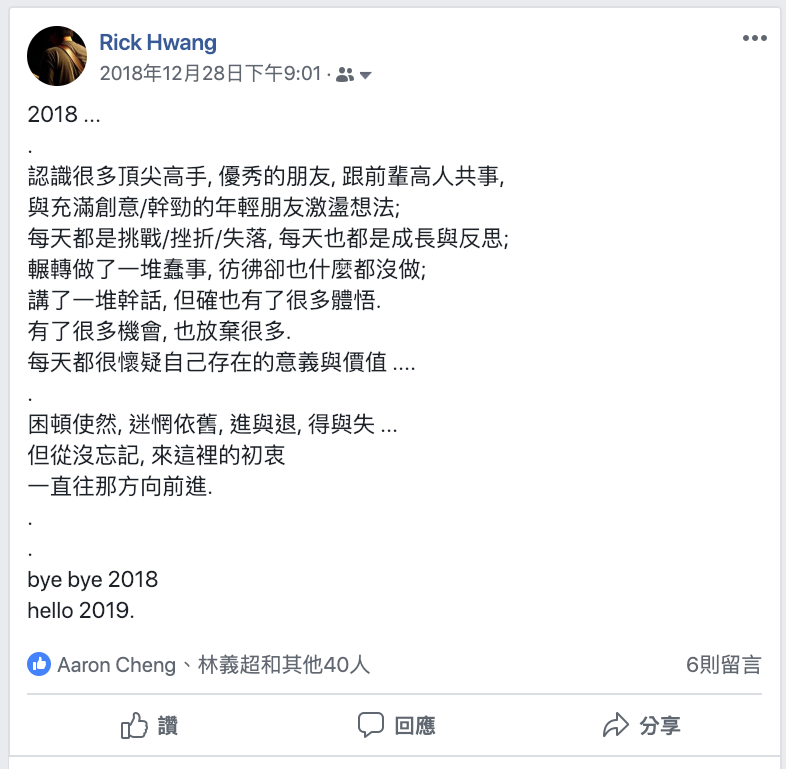 Rick Hwang
2018年12月28日下午9:01 ·
2018 ...
.
認識很多頂尖高手, 優秀的朋友, 跟前輩高人共事,
與充滿創意/幹勁的年輕朋友激盪想法;
每天都是挑戰/挫折/失落, 每天也都是成長與反思;
輾轉做了一堆蠢事, 彷彿卻也什麼都沒做;
講了一堆幹話, 但確也有了很多體悟.
有了很多機會, 也放棄很多.
每天都很懷疑自己存在的意義與價值 ....
.
困頓使然, 迷惘依舊, 進與退, 得與失 ...
但從沒忘記, 來這裡的初衷
一直往那方向前進.
.
.
bye bye 2018
hello 2019.
Aaron Cheng、林義超和其他40人 6則留言
讚 回應 分享